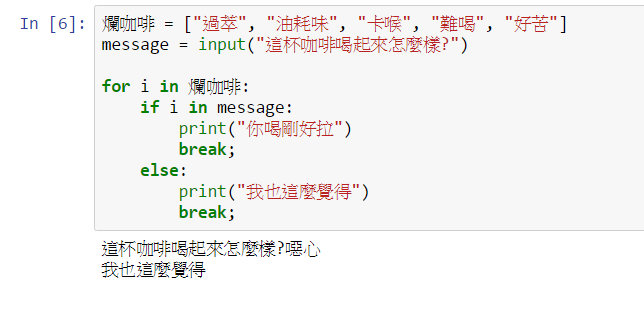 In [6]: 爛咖啡 = ["過萃", "油耗味", "卡喉", "難喝", "好苦"]
message = input("這杯咖啡喝起來怎麼樣?")
for i in 爛咖啡:
if i in message:
print("你喝剛好拉")
break;
else:
print("我也這麼覺得")
break;
這杯咖啡喝起來怎麼樣?噁心
我也這麼覺得